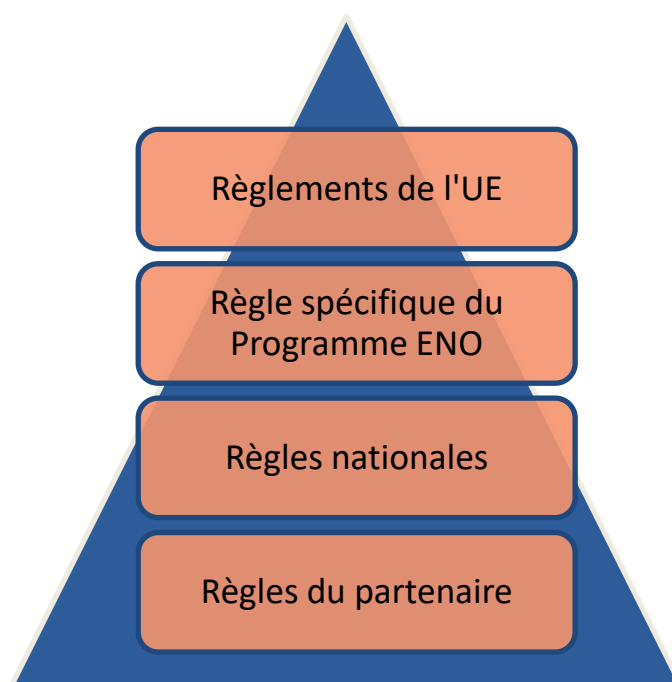 Règlements de l'UE
Règle spécifique du
Programme ENO
Règles nationales
Règles du partenaire